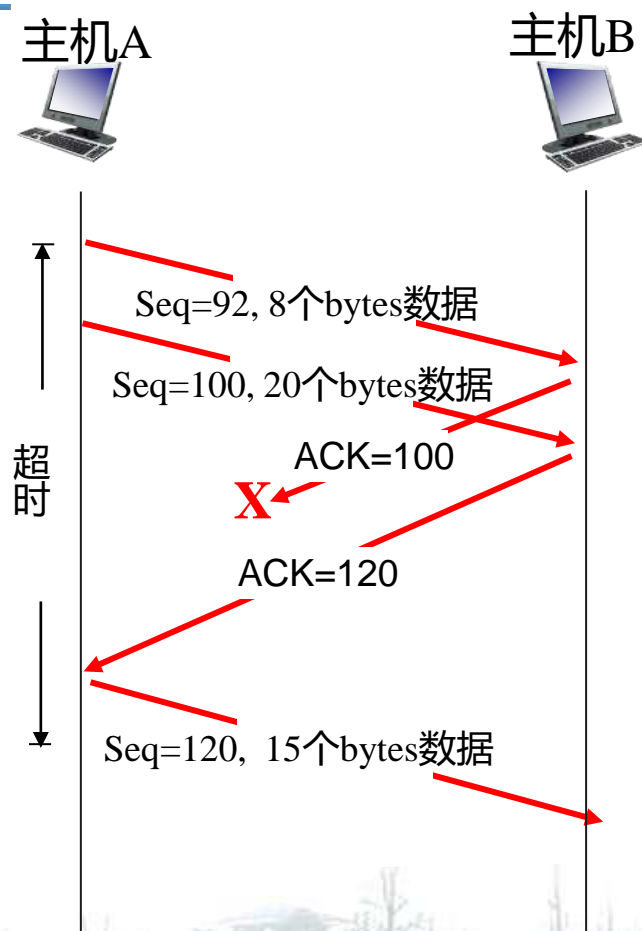 主机A
主机B
Seq=92, 8个bytes数据
Seq=100, 20个bytes数据
超时
ACK=100
X
ACK=120
Seq=120, 15个bytes数据